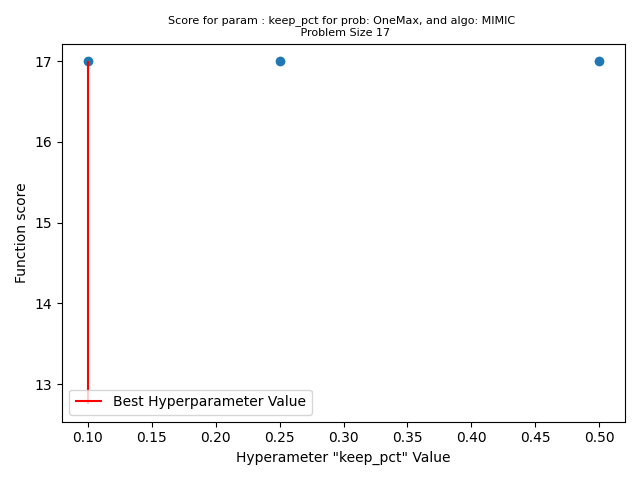 Score for param : keep_pct for prob: OneMax, and algo: MIMIC
Problem Size 17
17
16
15
14
13
Function score
Best Hyperparameter Value
0.10 0.15 0.20 0.25 0.30 0.35 0.40 0.45 0.50
Hyperameter "keep_pct" Value